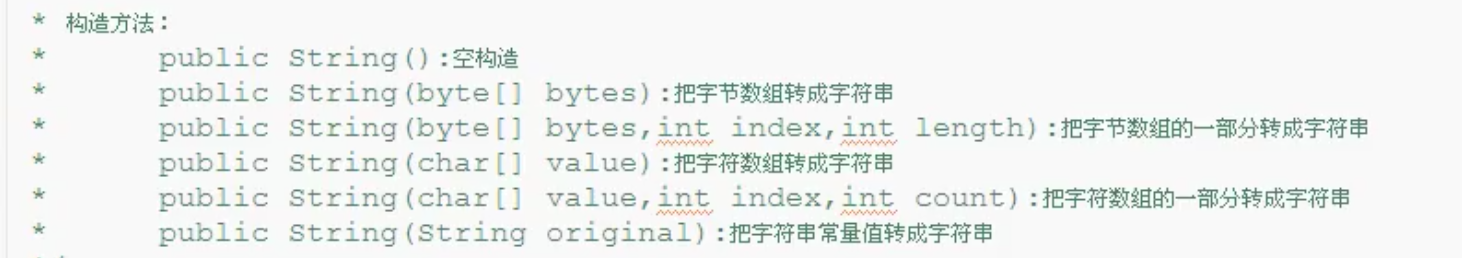 * 构造方法:
* public String():空构造
* public String(byte[] bytes):把字节数组转成字符串
* public String(byte[] bytes,int index,int length):把字节数组的一部分转成字符串
* public String(char[] value):把字符数组转成字符串
* public String(char[] value,int index,int count):把字符数组的一部分转成字符串
* public String(String original):把字符串常量值转成字符串